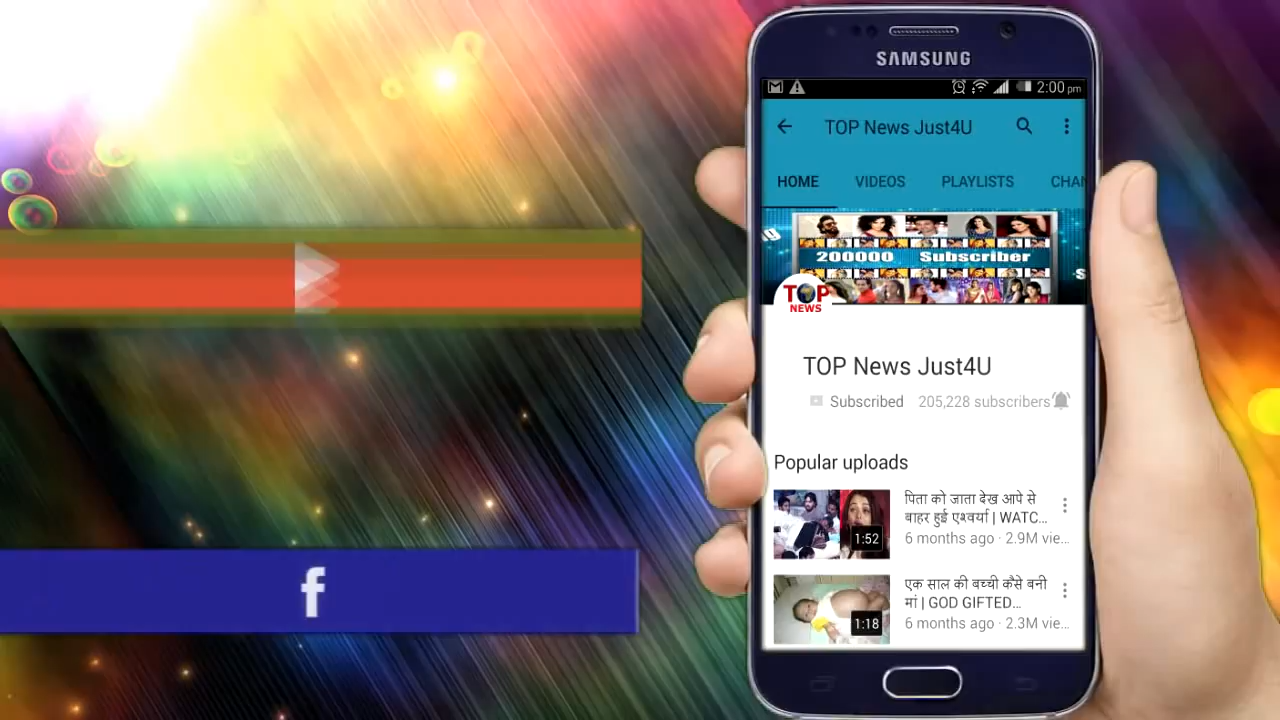 SAMSUNG
2:00 pm
TOP News Just4U
HOME VIDEOS PLAYLISTS CHAN
200000 Subscriber
TOP
NEWS
TOP News Just4U
Subscribed 205,228 subscribers
Popular uploads
पिता को जाता देख आपे से
बाहर हुई एश्वर्या | WATC...
6 months ago · 2.9M vie...
1:52
एक साल की बच्ची कैसे बनी
मां | GOD GIFTED...
6 months ago · 2.3M vie...
1:18
f